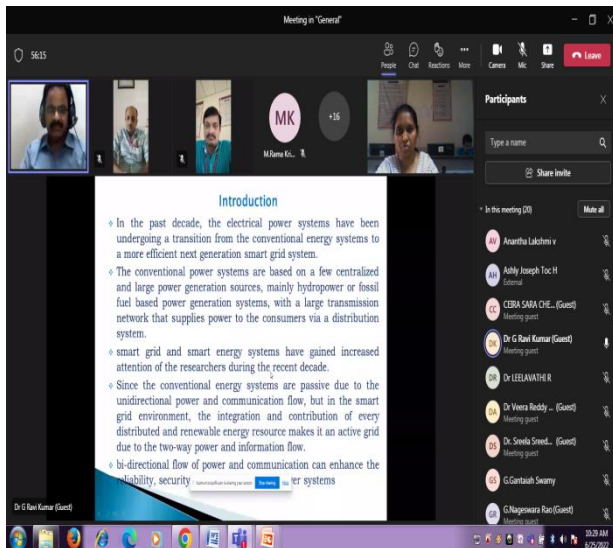 Meeting in "General"
56:15
People
Chat
Reactions
More
Camera
Mic
Share
Leave
MK
M.Rama Kri...
+16
Participants
Type a name
Share invite
In this meeting (20)
Mute all
AV
Anantha Lakshmi v
AH
Ashly Joseph Toc H
External
CC
CEIRA SARA CHE... (Guest)
Meeting guest
DK
Dr G Ravi Kumar (Guest)
Meeting guest
DR
Dr LEELAVATHI R
DA
Dr Veera Reddy ... (Guest)
Meeting guest
DS
Dr. Sreela Sreed... (Guest)
Meeting guest
GS
G.Gantaiah Swamy
GR
G.Nageswara Rao (Guest)
Meeting guest
Introduction
In the past decade, the electrical power systems have been
undergoing a transition from the conventional energy systems to
a more efficient next generation smart grid system.
The conventional power systems are based on a few centralized
and large power generation sources, mainly hydropower or fossil
fuel based power generation systems, with a large transmission
network that supplies power to the consumers via a distribution
system.
smart grid and smart energy systems have gained increased
attention of the researchers during the recent decade.
Since the conventional energy systems are passive due to the
unidirectional power and communication flow, but in the smart
grid environment, the integration and contribution of every
distributed and renewable energy resource makes it an active grid
due to the two-way power and information flow.
bi-directional flow of power and communication can enhance the
reliability, security er systems
Stop sharing
Hide
Dr G Ravi Kumar (Guest)
10:29 AM